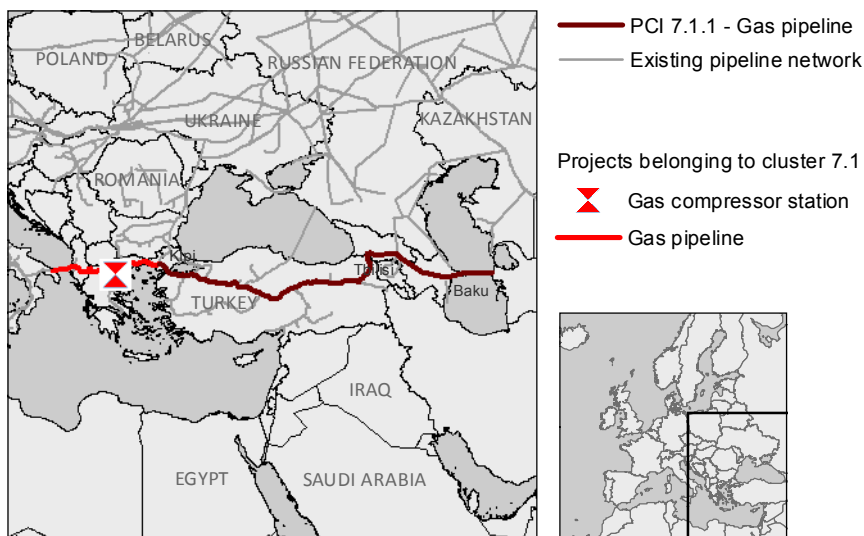 BELARUS
POLAND
RUSSIAN FEDERATION
UKRAINE
KAZAKHSTAN
ROMANIA
Kipi
Tbilisi
TURKEY
Baku
IRAQ
EGYPT
SAUDI ARABIA
PCI 7.1.1 - Gas pipeline
Existing pipeline network
Projects belonging to cluster 7.1
Gas compressor station
Gas pipeline